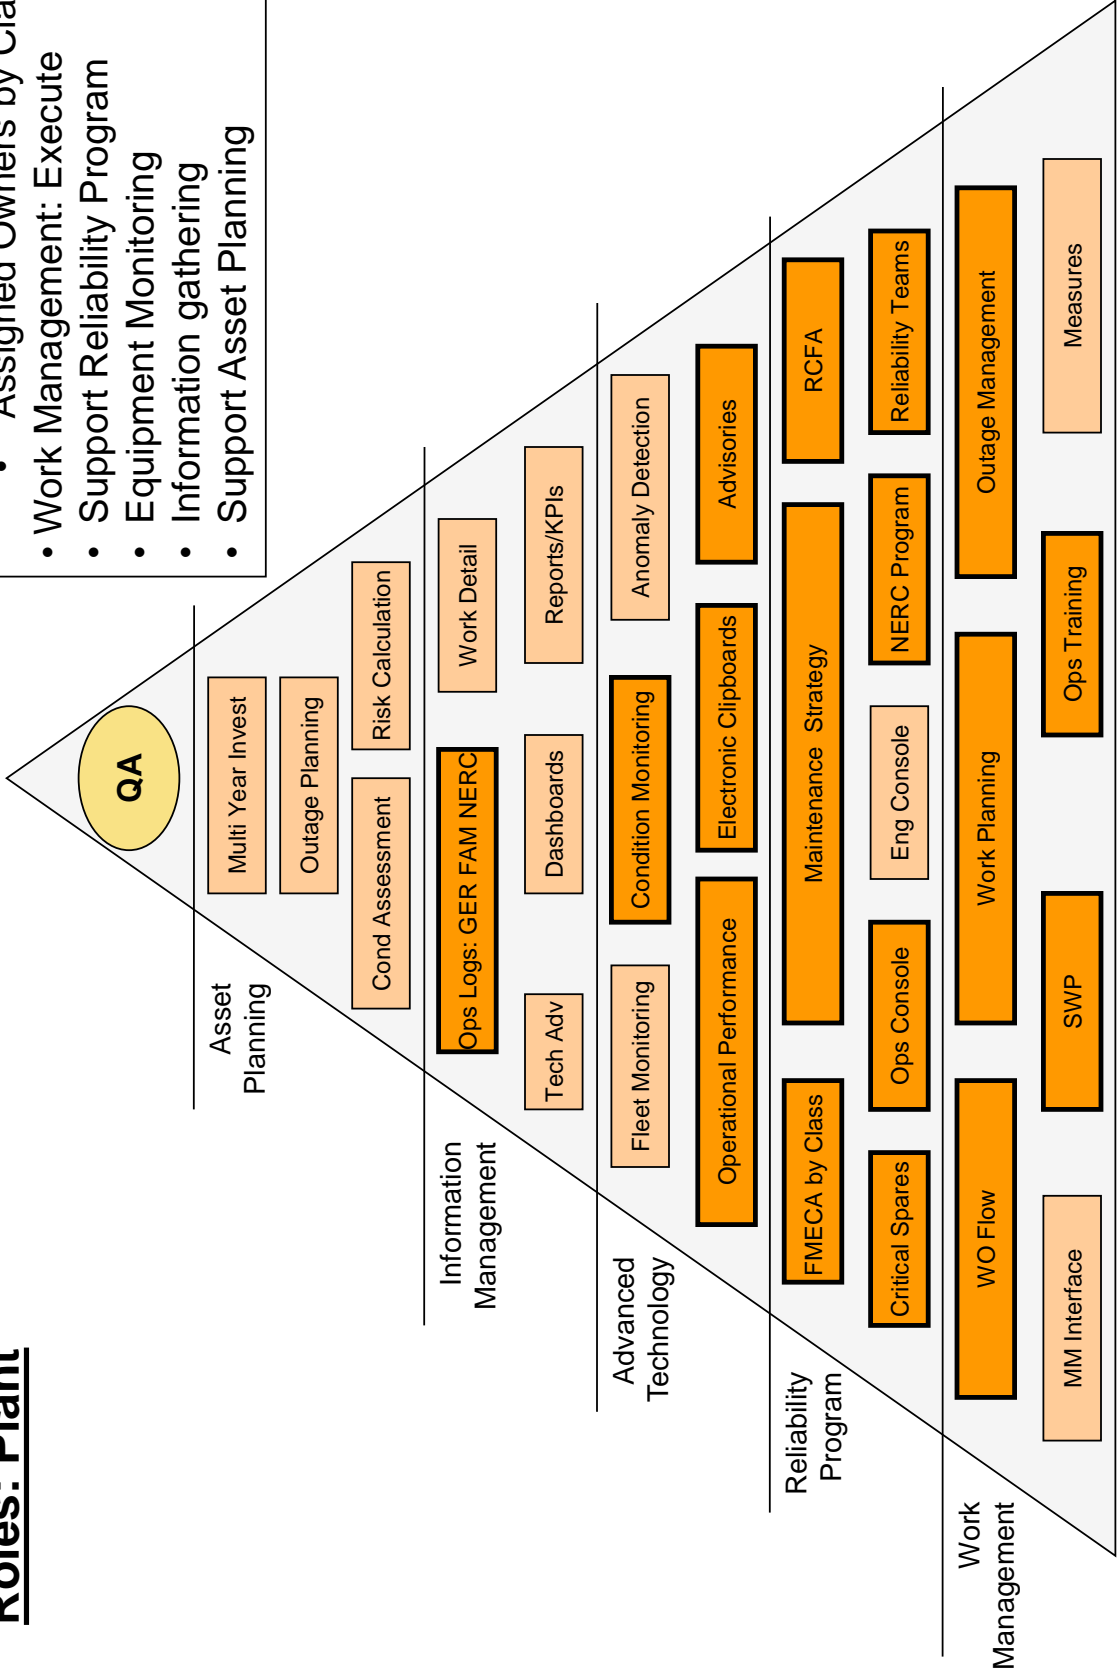 Roles: Plant
Assigned Owners by
• Work Management: Execute
• Support Reliability Program
• Equipment Monitoring
• Information gathering
• Support Asset Planning
QA
Asset
Planning
Multi Year Invest
Outage Planning
Cond Assessment
Risk Calculation
Information
Management
Ops Logs: GER FAM NERC
Work Detail
Tech Adv
Dashboards
Reports/KPIs
Advanced
Technology
Fleet Monitoring
Condition Monitoring
Anomaly Detection
Operational Performance
Electronic Clipboards
Advisories
Reliability
Program
FMECA by Class
Maintenance Strategy
RCFA
Critical Spares
Ops Console
Eng Console
NERC Program
Reliability Teams
Work
Management
WO Flow
Work Planning
Outage Management
MM Interface
SWP
Ops Training
Measures